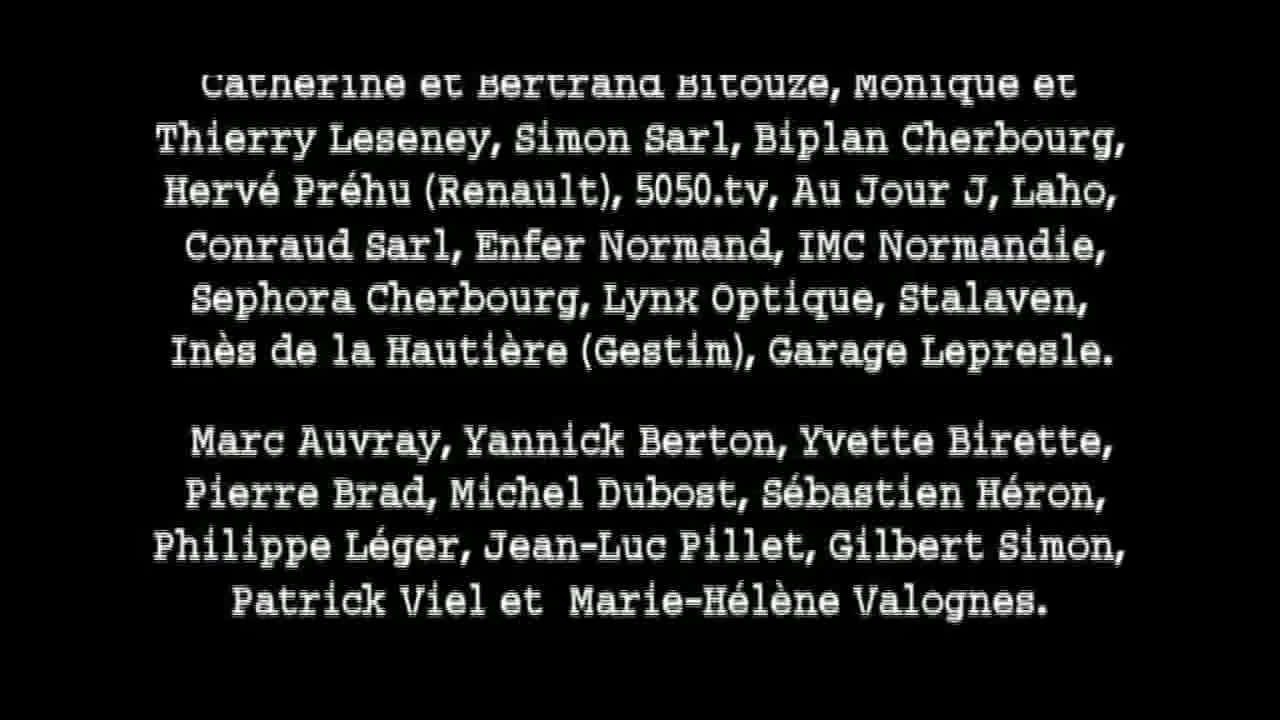 Catherine et Bertrand Bitouzé, Monique et
Thierry Leseney, Simon Sarl, Biplan Cherbourg,
Hervé Préhu (Renault), 5050.tv, Au Jour J, Laho,
Conraud Sarl, Enfer Normand, IMC Normandie,
Sephora Cherbourg, Lynx Optique, Stalaven,
Inès de la Hautière (Gestim), Garage Lepresle.
Marc Auvray, Yannick Berton, Yvette Birette,
Pierre Brad, Michel Dubost, Sébastien Héron,
Philippe Léger, Jean-Luc Pillet, Gilbert Simon,
Patrick Viel et Marie-Hélène Valognes.